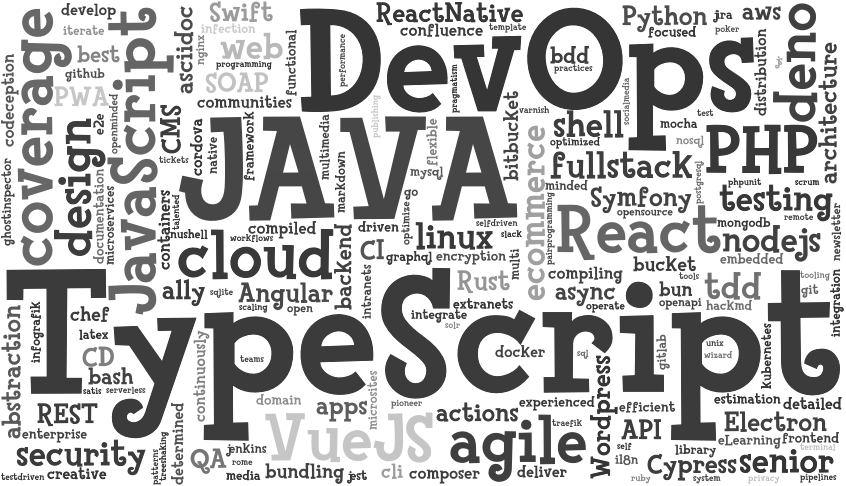 develop
iterate
best
github
PWA
codeception
coverage
JavaScript
asciidoc
nginx
Swift
infection
web
programming
SOAP
communities
functional
DevOps
performance
ReactNative
confluence
template
pragmatism
bdd
practices
Python
focused
jra
poker
aws
distribution
deno
architecture
socialmedia
test
mocha
nosql
PHP
design
e2e
openminded
documentation
microservices
ghostinspector
CMS
tickets
cordova
native
framework
JAVA
multimedia
markdown
publishing
flexible
mysql
bitbucket
varnish
shell
optimized
fullstack
minded
ecommerce
pairprogramming
Symfony
opensource
postgresql
phpunit
scrum
testing
mongodb
remote
newsletter
containers
talented
nushell
compiled
workflows
driven
optimize
go
selfdriven
slack
linux
CI
graphql
encryption
multi
React
nodejs
embedded
cloud
backend
intranets
Rust
compiling
bucket
tools
tooling
git
integration
ally
sqlite
Angular
scaling
open
extranets
integrate
solr
async
operate
bun
openapi
tdd
hackmd
TypeScript
abstraction
infografik
chef
latex
CD
bash
satis
serverless
continuously
teams
docker
sql
gitlab
unix
wizard
kubernetes
REST
enterprise
domain
apps
microsites
pioneer
actions
experienced
traefik
Wordpress
efficient
estimation
detailed
API
self
i18n
Electron
eLearning
frontend
terminal
library
security
testdriven
creative
patterns
treeshaking
determined
QA
jenkins
rome
media
VueJS
bundling
jest
cli
composer
agile
deliver
ruby
Cypress
system
senior
privacy
pipelines